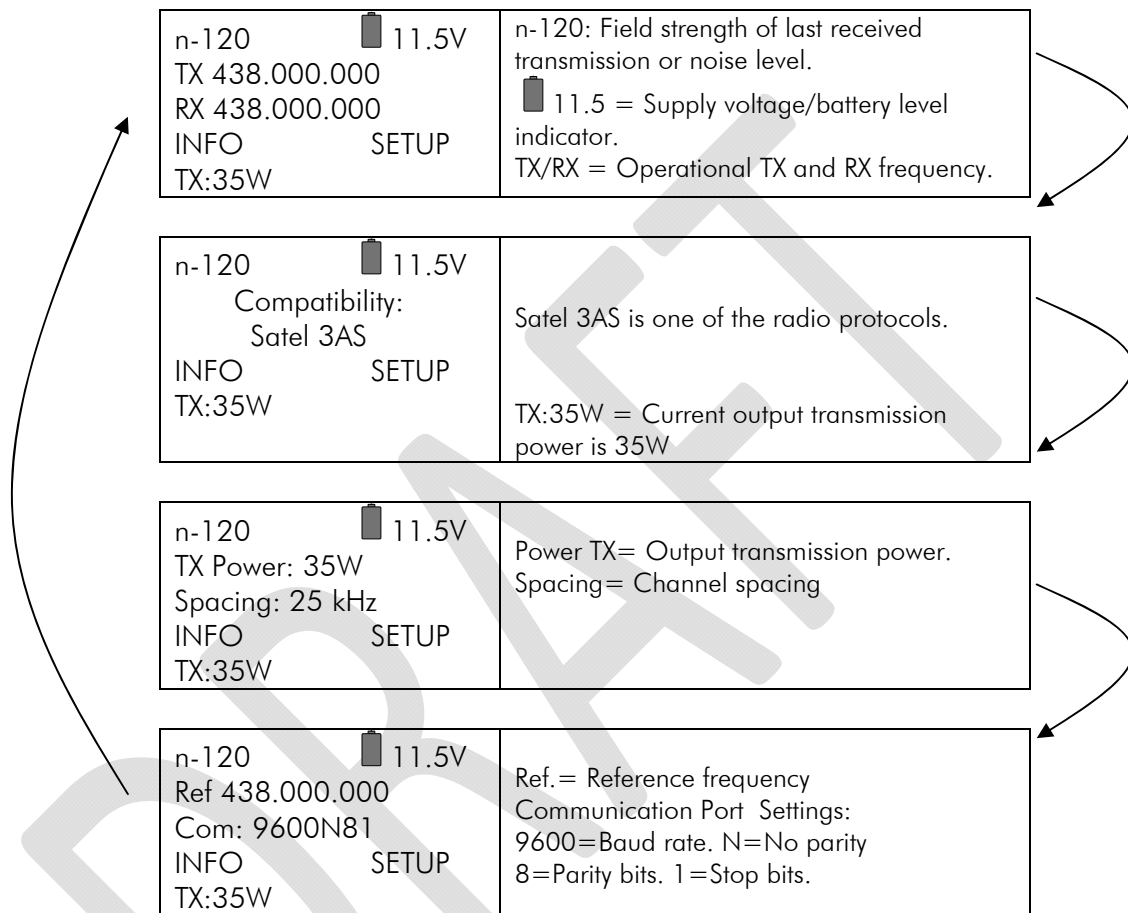 n-120 11.5V
TX 438.000.000
RX 438.000.000
INFO SETUP
TX:35W
n-120: Field strength of last received
transmission or noise level.
11.5 = Supply voltage/battery level
indicator.
TX/RX = Operational TX and RX frequency.
n-120 11.5V
Compatibility:
Satel 3AS
INFO SETUP
TX:35W
Satel 3AS is one of the radio protocols.
TX:35W = Current output transmission
power is 35W
n-120 11.5V
TX Power: 35W
Spacing: 25 kHz
INFO SETUP
TX:35W
Power TX= Output transmission power.
Spacing= Channel spacing
n-120 11.5V
Ref 438.000.000
Com: 9600N81
INFO SETUP
TX:35W
Ref.= Reference frequency
Communication Port Settings:
9600=Baud rate. N=No parity
8=Parity bits. 1=Stop bits.
DRAFT